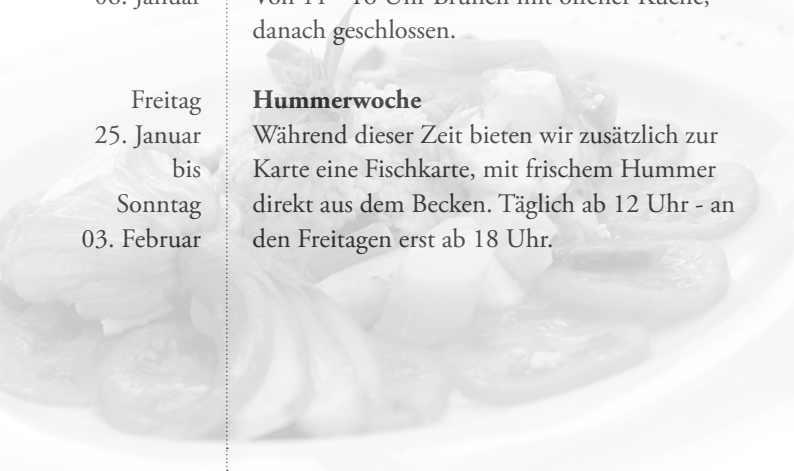 06. Januar Von 11 - 16 Uhr Brunch mit offener Küche,
danach geschlossen.
Freitag Hummerwoche
25. Januar Während dieser Zeit bieten wir zusätzlich zur
bis Karte eine Fischkarte, mit frischem Hummer
Sonntag direkt aus dem Becken. Täglich ab 12 Uhr - an
03. Februar den Freitagen erst ab 18 Uhr.